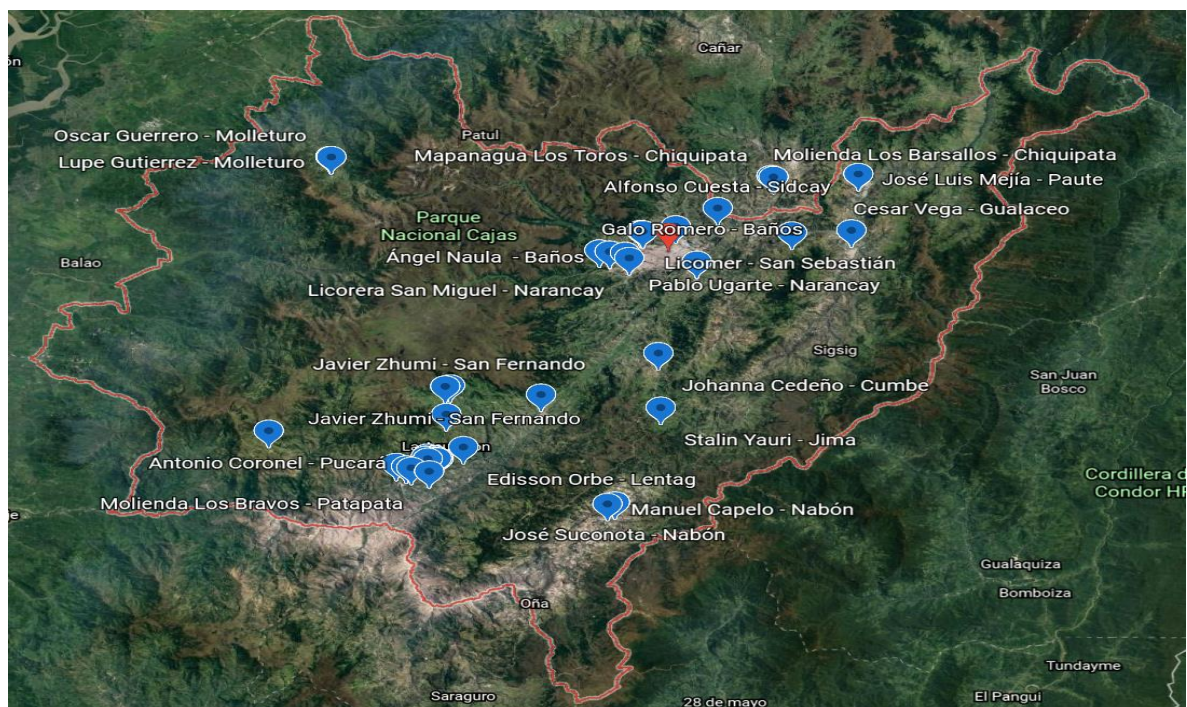 Cañar
ón
Oscar Guerrero - Molleturo
Patul
Lupe Gutierrez - Molleturo
Mapanagua Los Toros - Chiquipata
Molienda Los Barsallos - Chiquipata
Alfonso Cuesta - Sidcay
José Luis Mejía - Paute
Parque
Nacional Cajas
Cesar Vega - Gualaceo
Galo Romero - Baños
Balao
Ángel Naula - Baños
Licomer - San Sebastián
Licorera San Miguel - Narancay
Pablo Ugarte - Narancay
Sigsig
Javier Zhumi - San Fernando
San Juan
Bosco
Johanna Cedeño - Cumbe
Javier Zhumi - San Fernando
Stalin Yauri - Jima
Antonio Coronel - Pucará
Edisson Orbe - Lentag
Cordillera d
Condor HP
Molienda Los Bravos - Patapata
Manuel Capelo - Nabón
je
José Suconota - Nabón
Gualaquiza
Bomboiza
Oña
Tundayme
Saraguro
28 de mayo
El Pangui